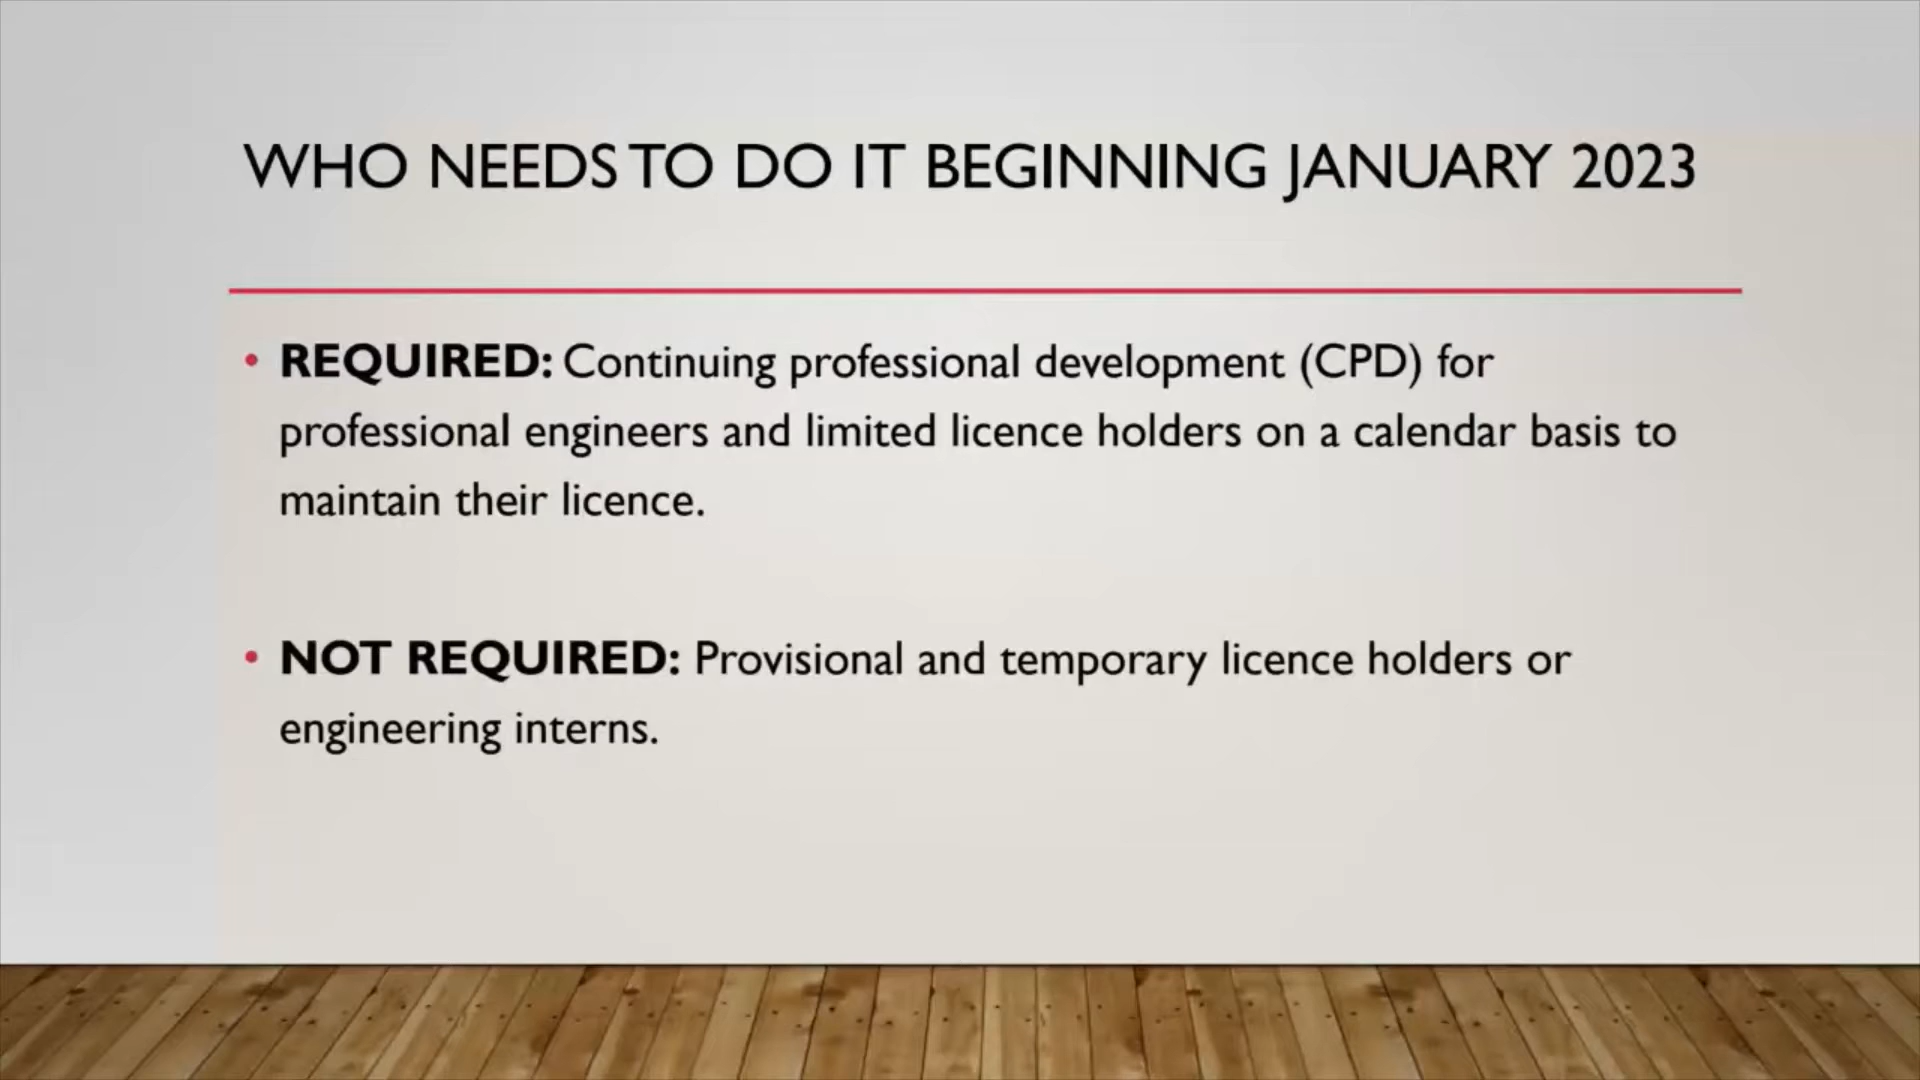 WHO NEEDS TO DO IT BEGINNING JANUARY 2023
• REQUIRED: Continuing professional development (CPD) for
professional engineers and limited licence holders on a calendar basis to
maintain their licence.
• NOT REQUIRED: Provisional and temporary licence holders or
engineering interns.